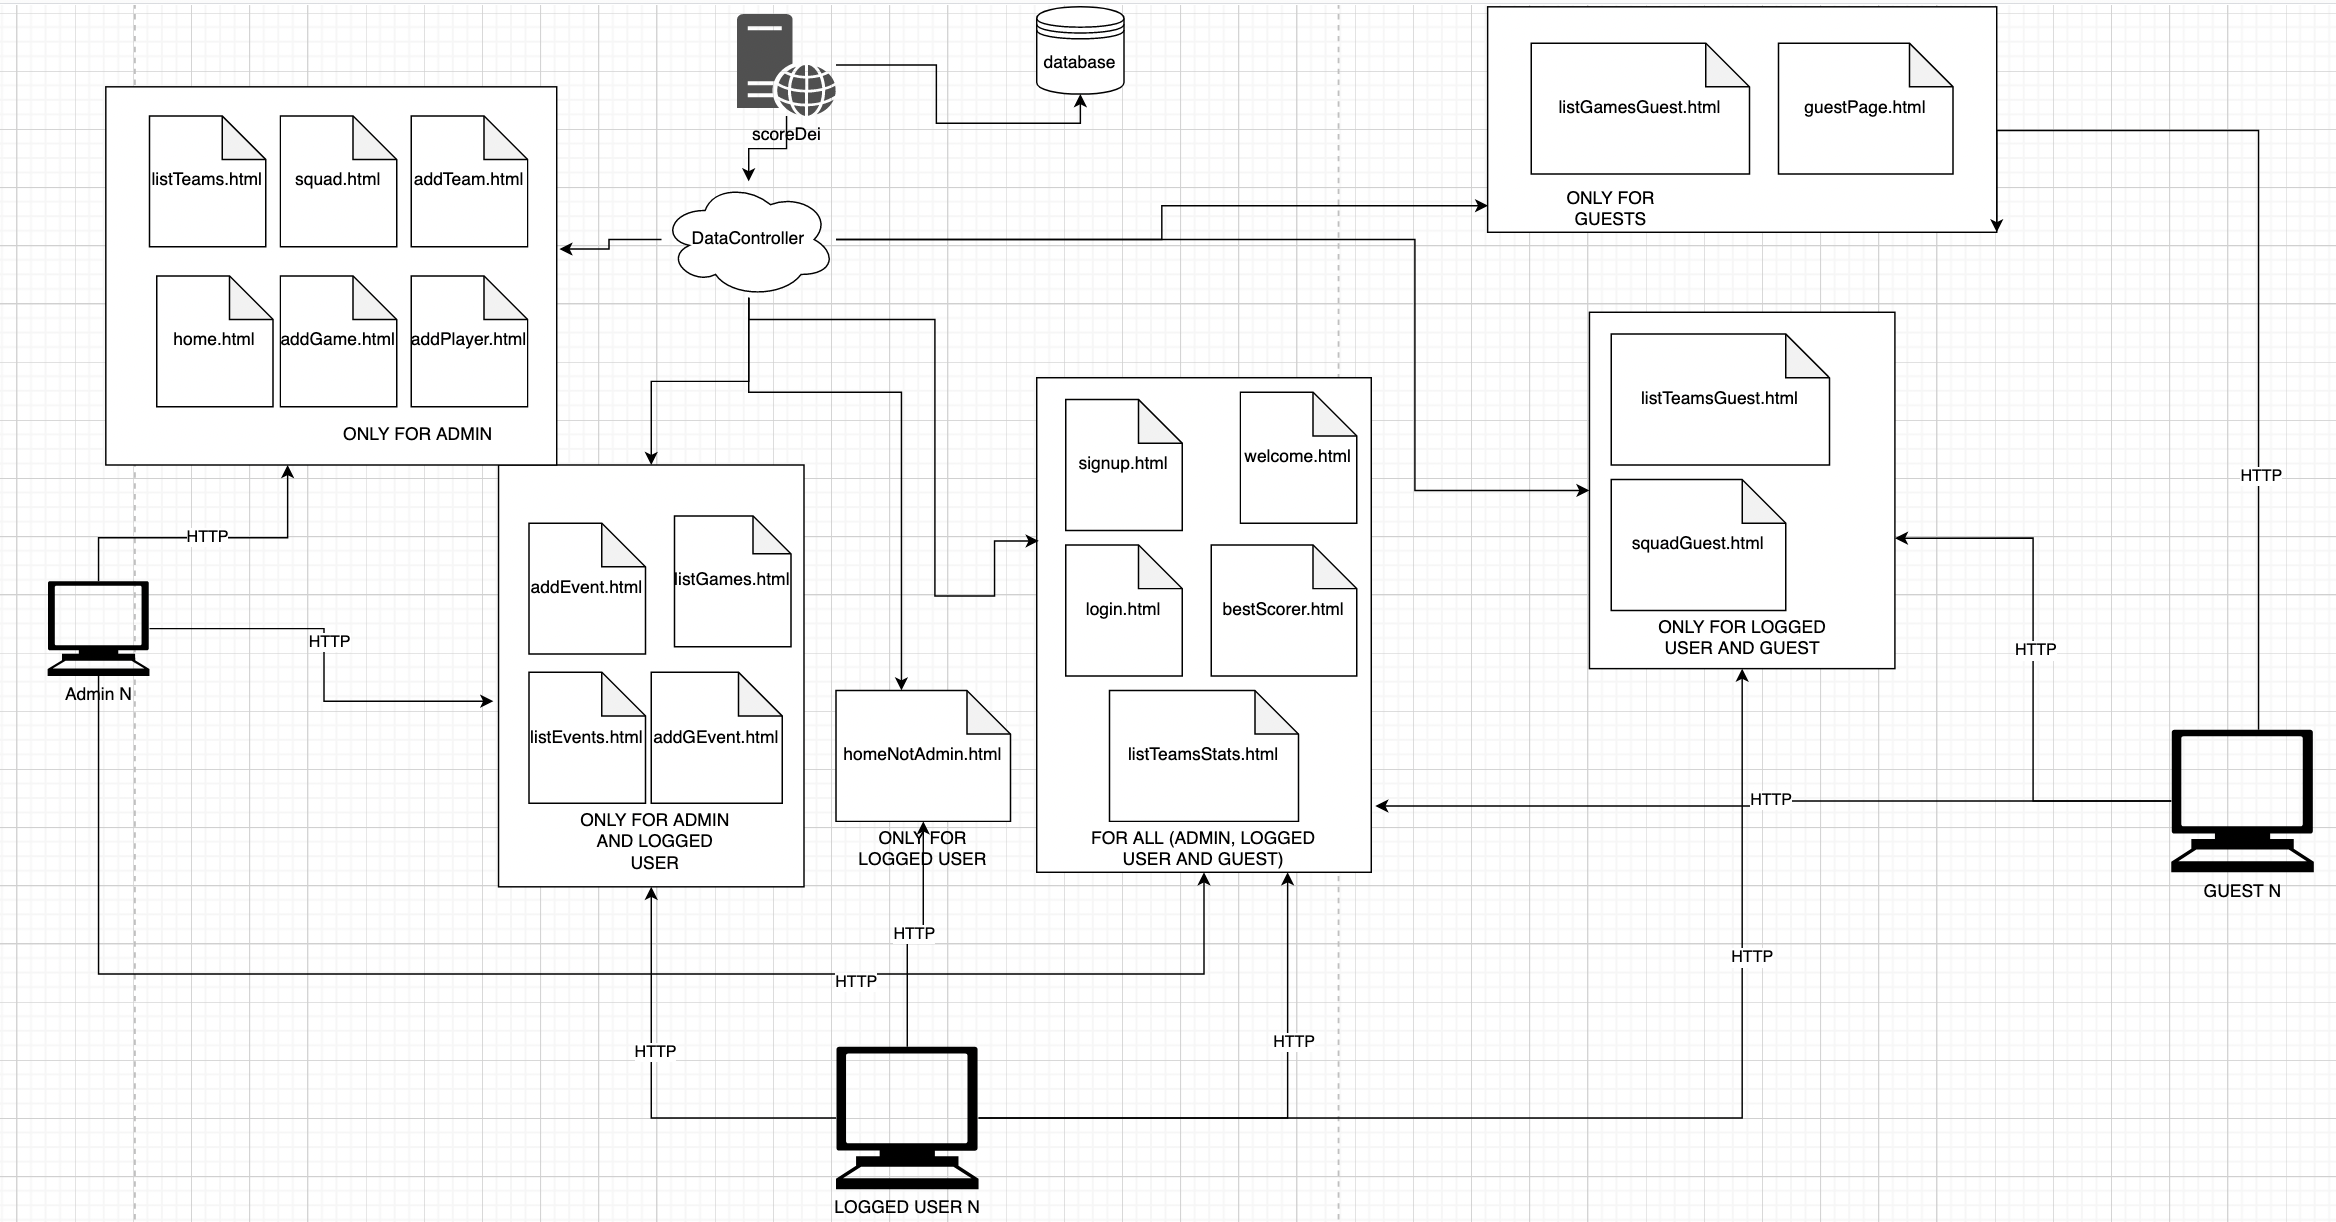 scoreDei
database
listTeams.html
squad.html
addTeam.html
home.html
addGame.html
addPlayer.html
ONLY FOR ADMIN
DataController
listGamesGuest.html
guestPage.html
ONLY FOR
GUESTS
listTeamsGuest.html
squadGuest.html
ONLY FOR LOGGED
USER AND GUEST
signup.html
welcome.html
login.html
bestScorer.html
listTeamsStats.html
FOR ALL (ADMIN, LOGGED
USER AND GUEST)
addEvent.html
listGames.html
listEvents.html
addGEvent.html
ONLY FOR ADMIN
AND LOGGED
USER
homeNotAdmin.html
ONLY FOR
LOGGED USER
HTTP
HTTP
Admin N
HTTP
HTTP
HTTP
HTTP
HTTP
HTTP
HTTP
HTTP
GUEST N
LOGGED USER N